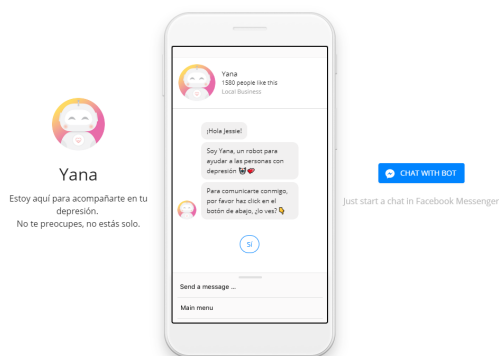 Yana
Estoy aquí para acompañarte en tu
depresión.
No te preocupes, no estás solo.
Yana
1580 people like this
Local Business
¡Hola Jessie!
Soy Yana, un robot para
ayudar a las personas con
depresión
Para comunicarte conmigo,
por favor haz click en el
botón de abajo, ¿lo ves?
Sí
Send a message ...
Main menu
CHAT WITH BOT
Just start a chat in Facebook Messenger